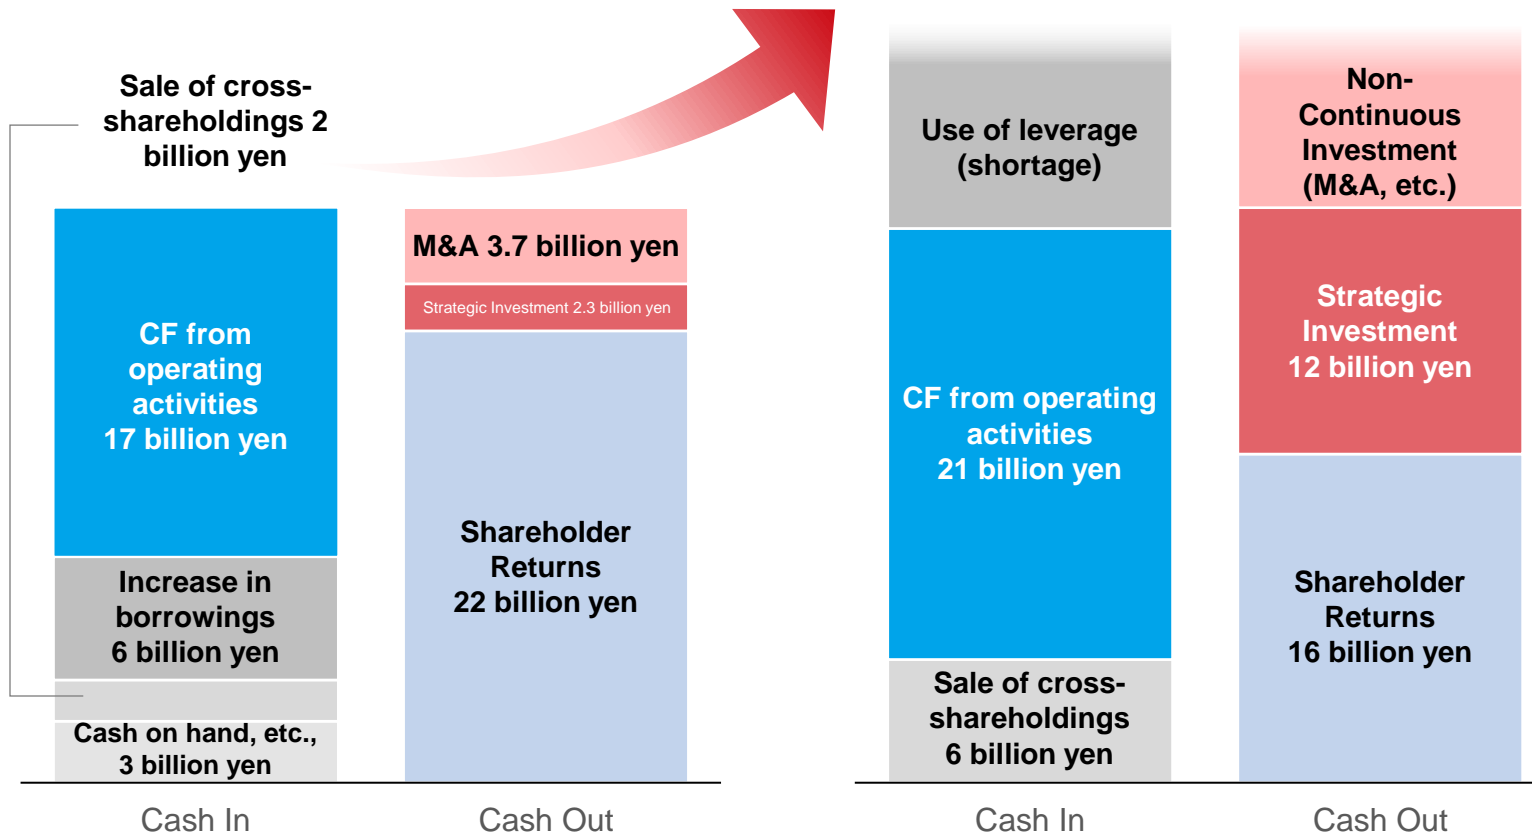 Sale of cross-
shareholdings 2
billion yen
CF from
operating
activities
17 billion yen
Increase in
borrowings
6 billion yen
Cash on hand, etc.,
3 billion yen
Cash In
M&A 3.7 billion yen
Strategic Investment 2.3 billion yen
Shareholder
Returns
22 billion yen
Cash Out
Use of leverage
(shortage)
CF from operating
activities
21 billion yen
Sale of cross-
shareholdings
6 billion yen
Cash In
Non-
Continuous
Investment
(M&A, etc.)
Strategic
Investment
12 billion yen
Shareholder
Returns
16 billion yen
Cash Out